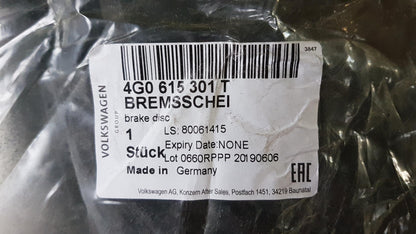 3847
VOLKSWAGEN
GROUP
4G0 615 301 T
BREMSSCHEI
brake disc
1 LS: 80061415
Stück Expiry Date:NONE
Lot 0660RPPP 20190606
Made in Germany
EAC
Volkswagen AG, Konzern After Sales, Postfach 1451, 34219 Baunatal